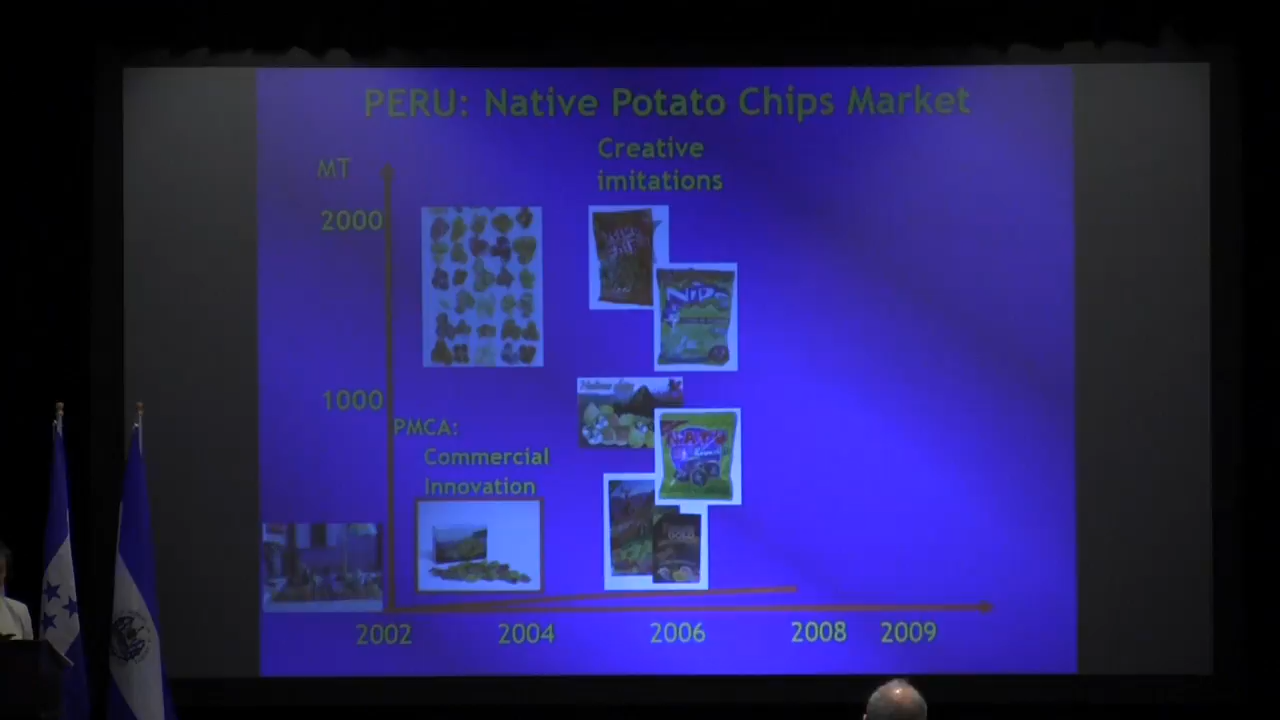 PERU: Native Potato Chips Market
Creative
imitations
MT
2000
1000
PMCA:
Commercial
Innovation
2002
2004
2006
2008
2009